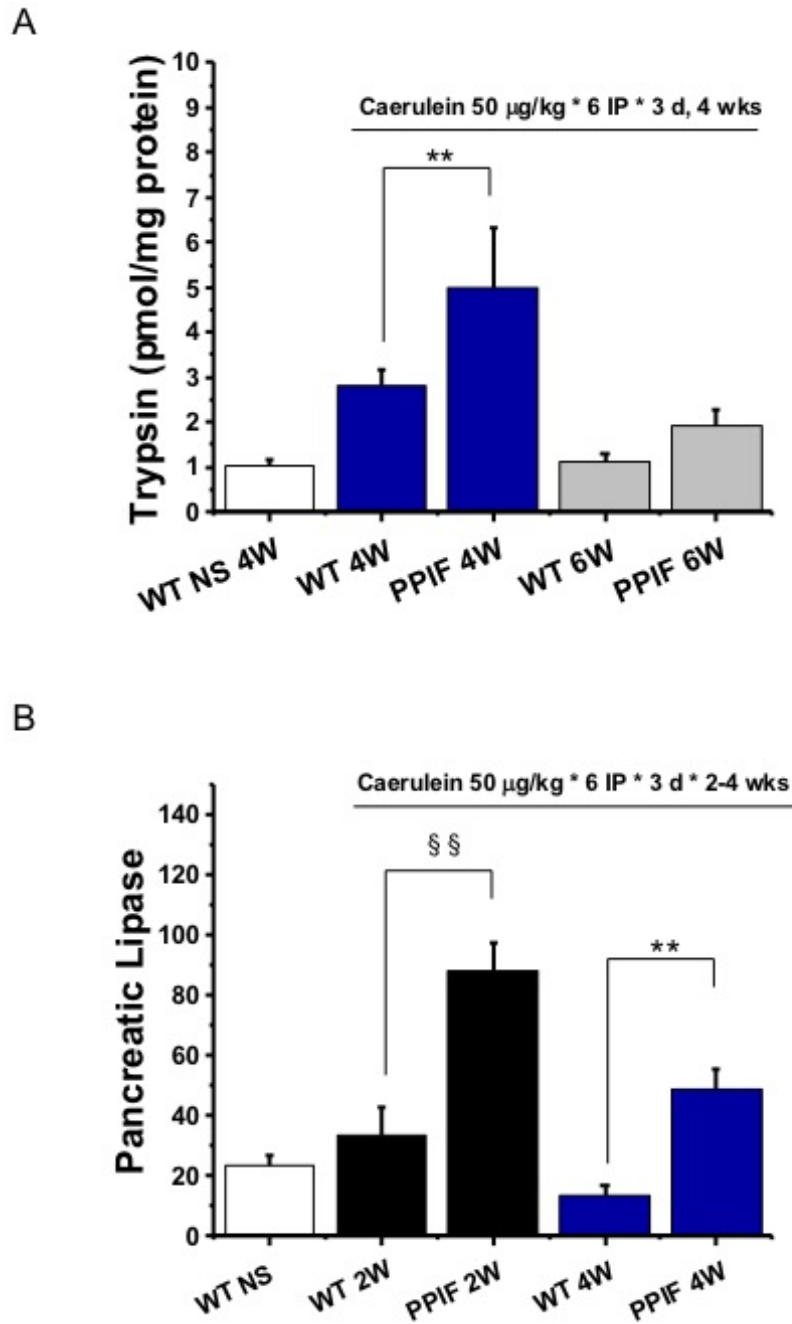 A
Trypsin (pmol/mg protein)
10
9
8
7
6
5
4
3
2
1
0
Caerulein 50 µg/kg * 6 IP * 3 d, 4 wks
**
WT NS 4W
WT 4W
PPIF 4W
WT 6W
PPIF 6W
B
Pancreatic Lipase
140
120
100
80
60
40
20
0
Caerulein 50 µg/kg * 6 IP * 3 d * 2-4 wks
§ §
**
WT NS
WT 2W
PPIF 2W
WT 4W
PPIF 4W